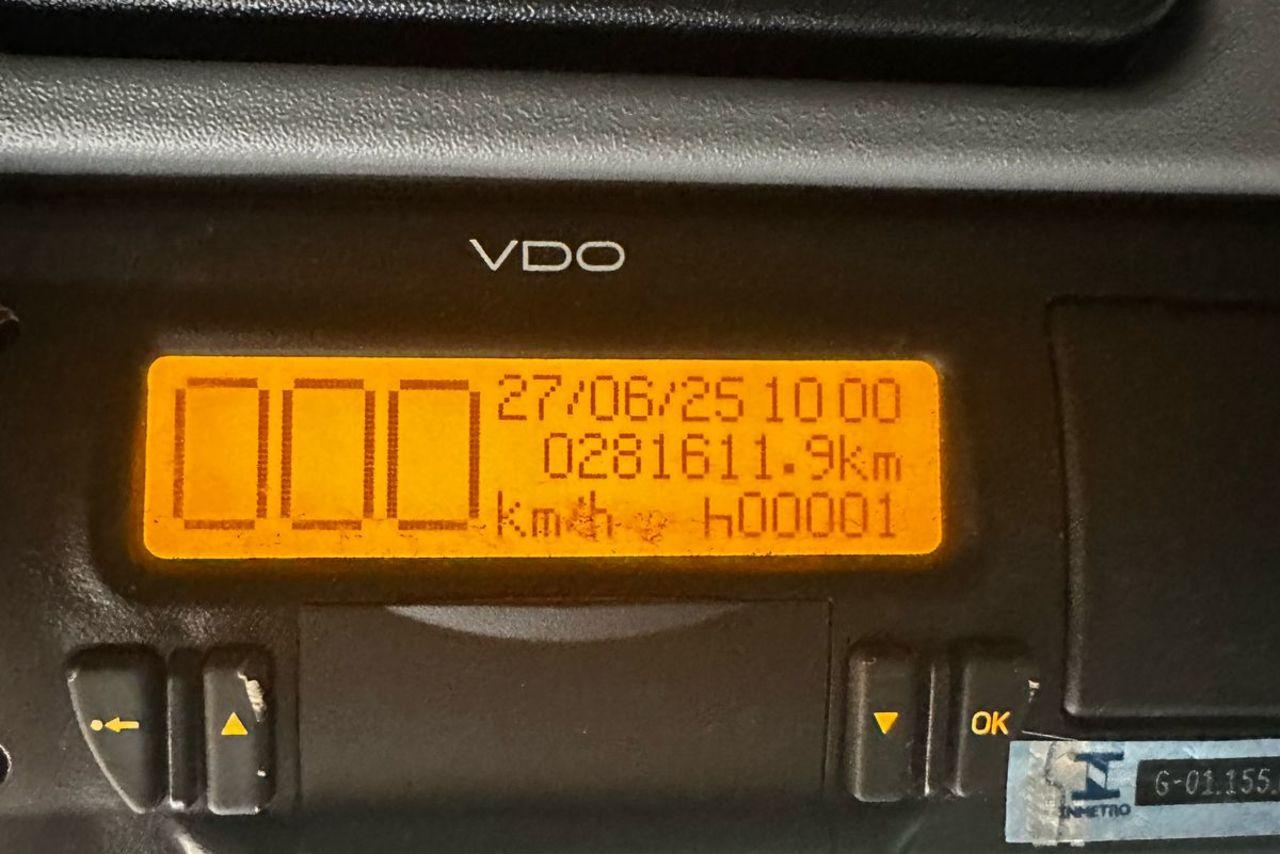 VDO
000 27/06/25 10 00
0281611.9km
km/h h00001
OK
INMETRO G-01.155.